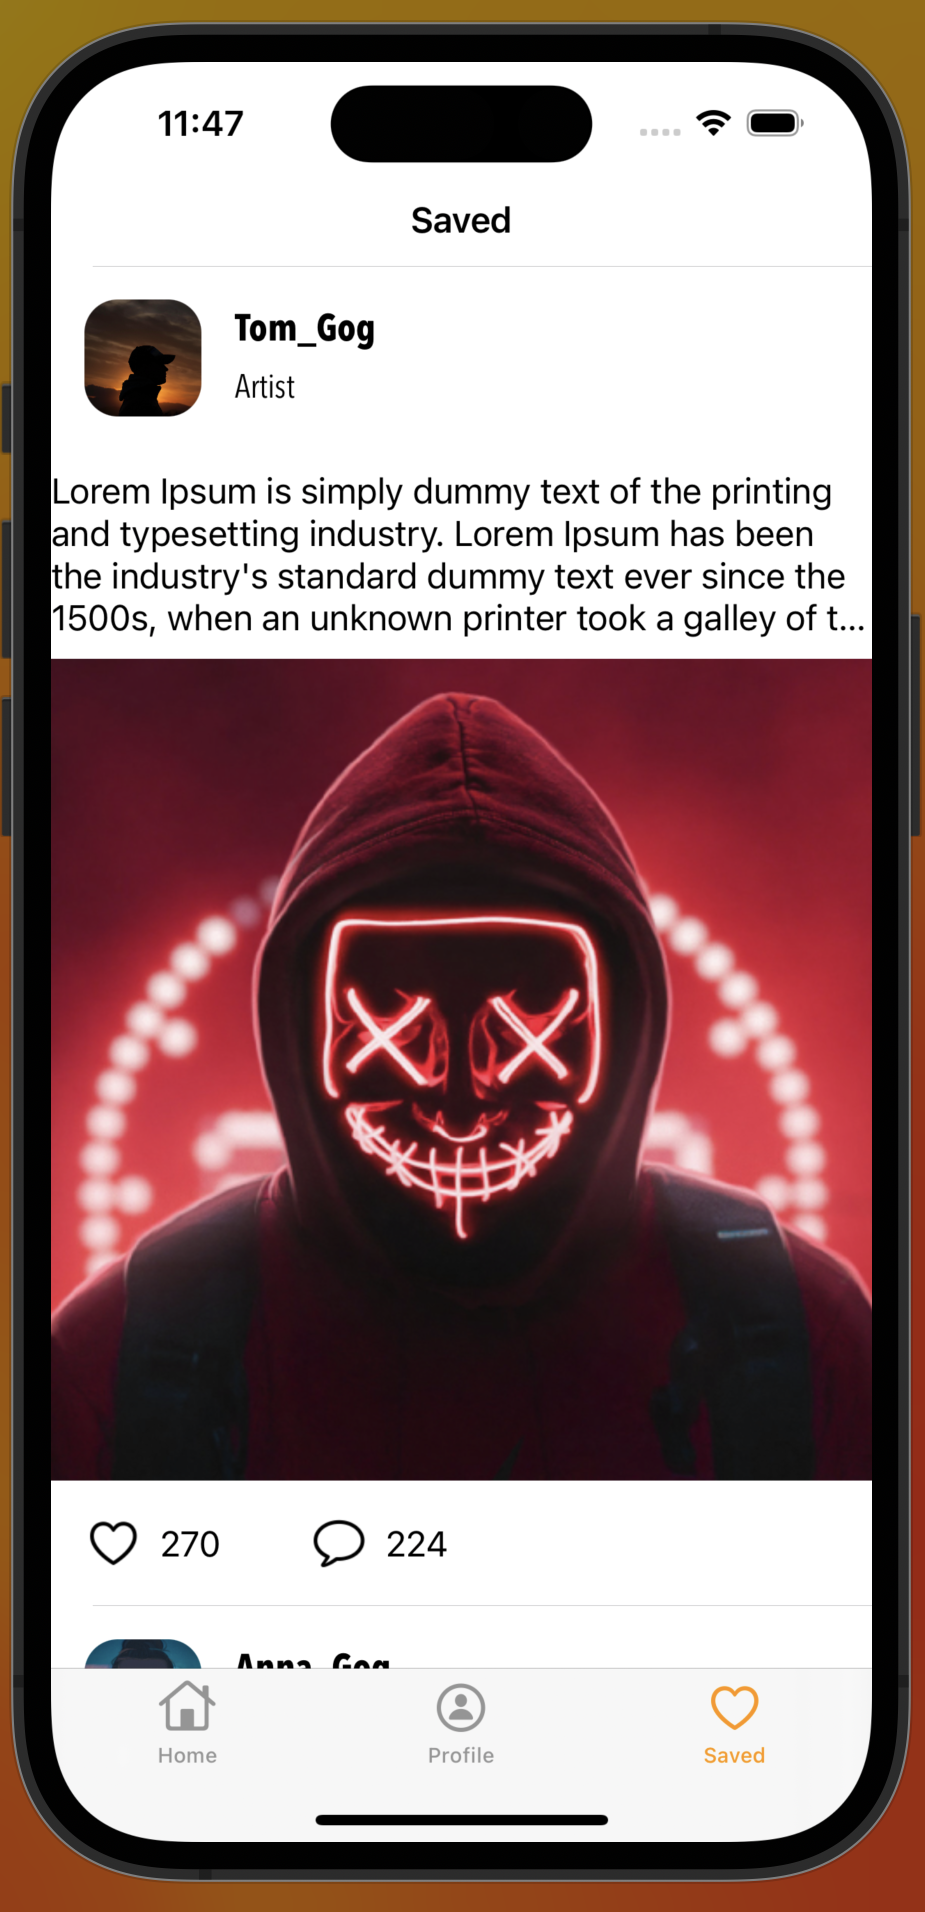 11:47
Saved
Tom_Gog
Artist
Lorem Ipsum is simply dummy text of the printing
and typesetting industry. Lorem Ipsum has been
the industry's standard dummy text ever since the
1500s, when an unknown printer took a galley of t...
270
224
Anna_Gog
Home
Profile
Saved